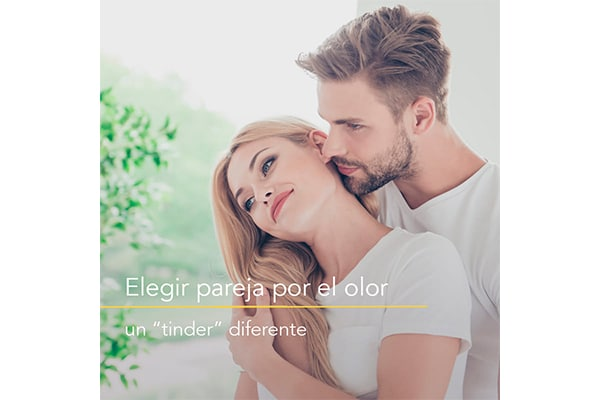 Elegir pareja por el olor
un “tinder” diferente